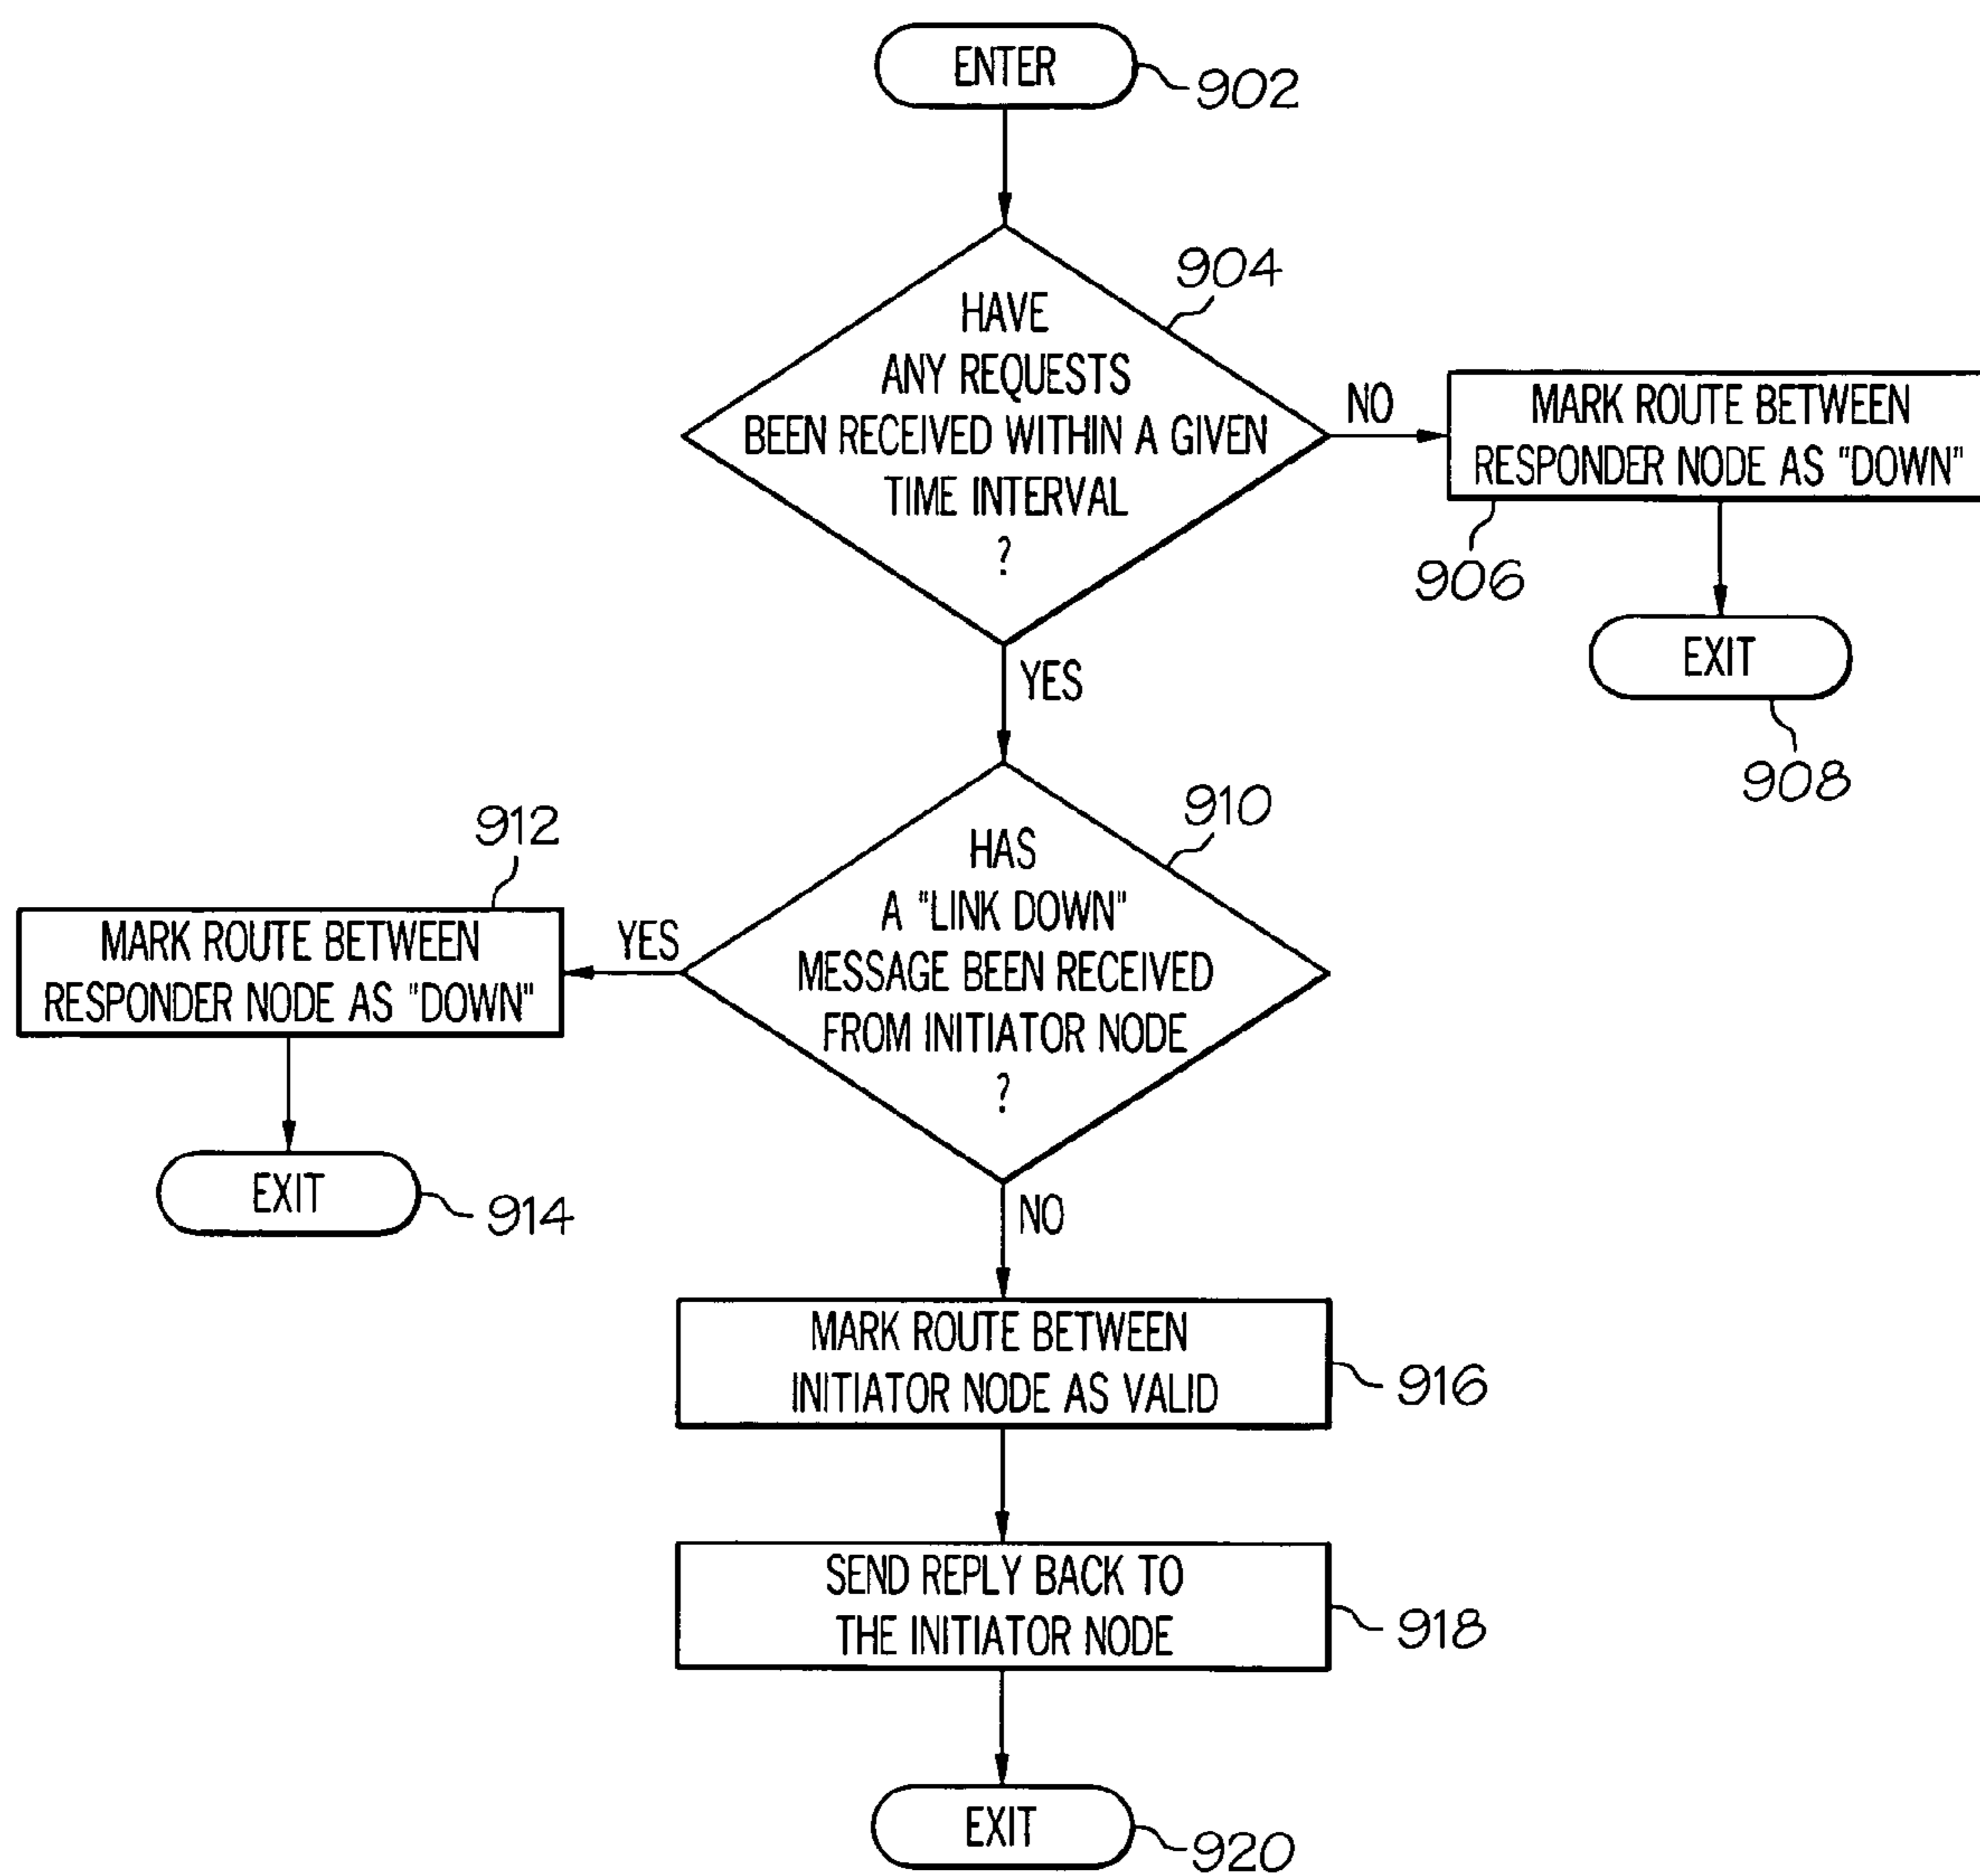 ENTER
902
904
HAVE
ANY REQUESTS
BEEN RECEIVED WITHIN A GIVEN
TIME INTERVAL
?
NO
MARK ROUTE BETWEEN
RESPONDER NODE AS "DOWN"
906
EXIT
908
YES
910
HAS
A "LINK DOWN"
MESSAGE BEEN RECEIVED
FROM INITIATOR NODE
?
YES
912
MARK ROUTE BETWEEN
RESPONDER NODE AS "DOWN"
EXIT
914
NO
MARK ROUTE BETWEEN
INITIATOR NODE AS VALID
916
SEND REPLY BACK TO
THE INITIATOR NODE
918
EXIT
920